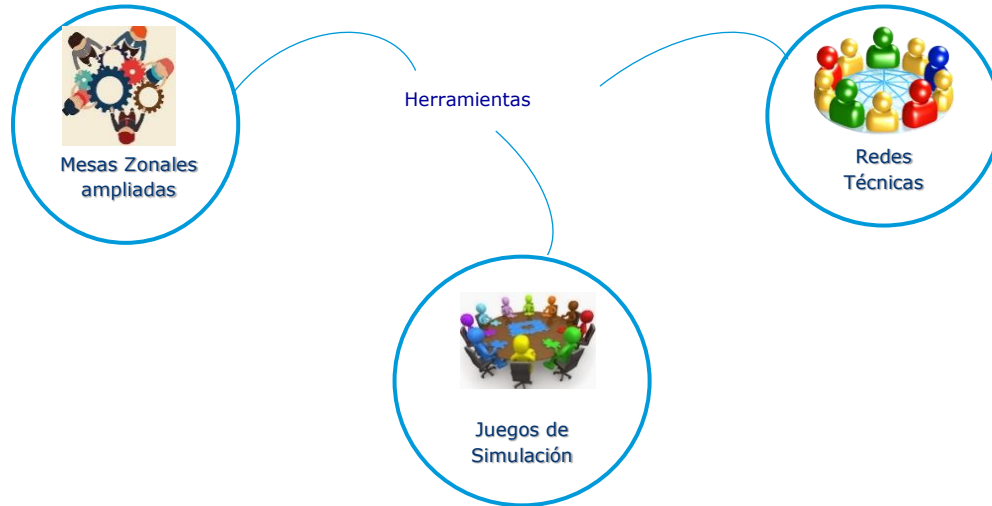 Herramientas
Mesas Zonales
ampliadas
Redes
Técnicas
Juegos de
Simulación